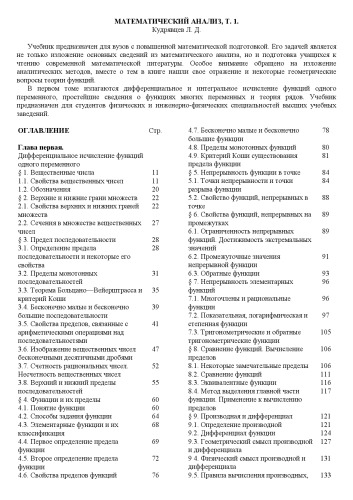 МАТЕМАТИЧЕСКИЙ АНАЛИЗ, Т. 1.
Кудрявцев Л. Д.
Учебник предназначен для вузов с повышенной математической подготовкой. Его задачей является
не только изложение основных сведений из математического анализа, но и подготовка учащихся к
чтению современной математической литературы. Особое внимание обращено на изложение
аналитических методов, вместе с тем в книге нашли свое отражение и некоторые геометрические
вопросы теории функций.
В первом томе излагаются дифференциальное и интегральное исчисление функций одного
переменного, простейшие сведения о функциях многих переменных и теория рядов. Учебник
предназначен для студентов физических и инженерно-физических специальностей высших учебных
заведений.
ОГЛАВЛЕНИЕ Стр.
Глава первая.
Дифференциальное исчисление функций
одного переменного
§ 1. Вещественные числа 11
1.1. Свойства вещественных чисел 11
1.2. Обозначения 20
§ 2. Верхние и нижние грани множеств 22
2.1. Свойства верхних и нижних граней 22
множеств
2.2. Сечения в множестве вещественных 27
чисел
§ 3. Предел последовательности 28
3.1. Определение предела 28
последовательности и некоторые его
свойства
3.2. Пределы монотонных 31
последовательностей
3.3. Теорема Больцано—Вейерштрасса и 35
критерий Коши
3.4. Бесконечно малые и бесконечно 39
большие последовательности
3.5. Свойства пределов, связанные с 41
арифметическими операциями над
последовательностями
3.6. Изображение вещественных чисел 47
бесконечными десятичными дробями
3.7. Счетность рациональных чисел. 52
Несчетность вещественных чисел
3.8. Верхний и нижний пределы 55
последовательности
§ 4. Функции и их пределы 60
4.1. Понятие функции 60
4.2. Способы задания функции 64
4.3. Элементарные функции и их 68
классификация
4.4. Первое определение предела 69
функции
4.5. Второе определение предела 72
функции
4.6. Свойства пределов функций 76
4.7. Бесконечно малые и бесконечно 78
большие функции
4.8. Пределы монотонных функций 80
4.9. Критерий Коши существования 81
предела функции
§ 5. Непрерывность функции в точке 84
5.1. Точки непрерывности и точки 84
разрыва функции
5.2. Свойство функций, непрерывных в 88
точке
§ 6. Свойства функций, непрерывных на 89
промежутках
6.1. Ограниченность непрерывных 89
функций. Достижимость экстремальных
значений
6.2. Промежуточные значения 91
непрерывной функции
6.3. Обратные функции 93
§ 7. Непрерывность элементарных 96
функций
7.1. Многочлены и рациональные 96
функции
7.2. Показательная, логарифмическая и 97
степенная функции
7.3. Тригонометрические и обратные 105
тригонометрические функции
§ 8. Сравнение функций. Вычисление 106
пределов
8.1. Некоторые замечательные пределы 106
8.2. Сравнение функций 111
8.3. Эквивалентные функции 116
8.4. Метод выделения главной части 117
функции. Применение к вычислению
пределов
§ 9. Производная и дифференциал 121
9.1. Определение производной 121
9.2. Дифференциал функции 124
9.3. Геометрический смысл производной 127
и дифференциала
9.4. Физический смысл производной и 131
дифференциала
9.5. Правила вычисления производных, 133